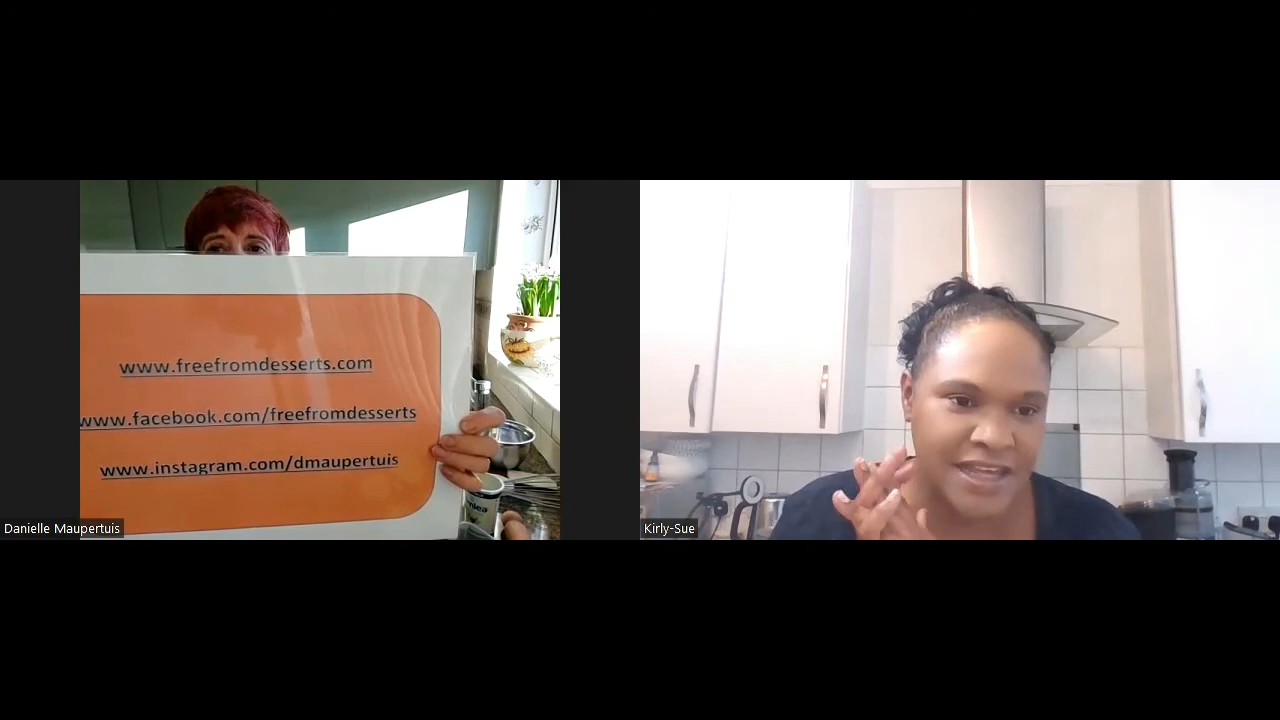 www.freefromdesserts.com
www.facebook.com/freefromdesserts
www.instagram.com/dmaupertuis
Danielle Maupertuis
Kirly-Sue